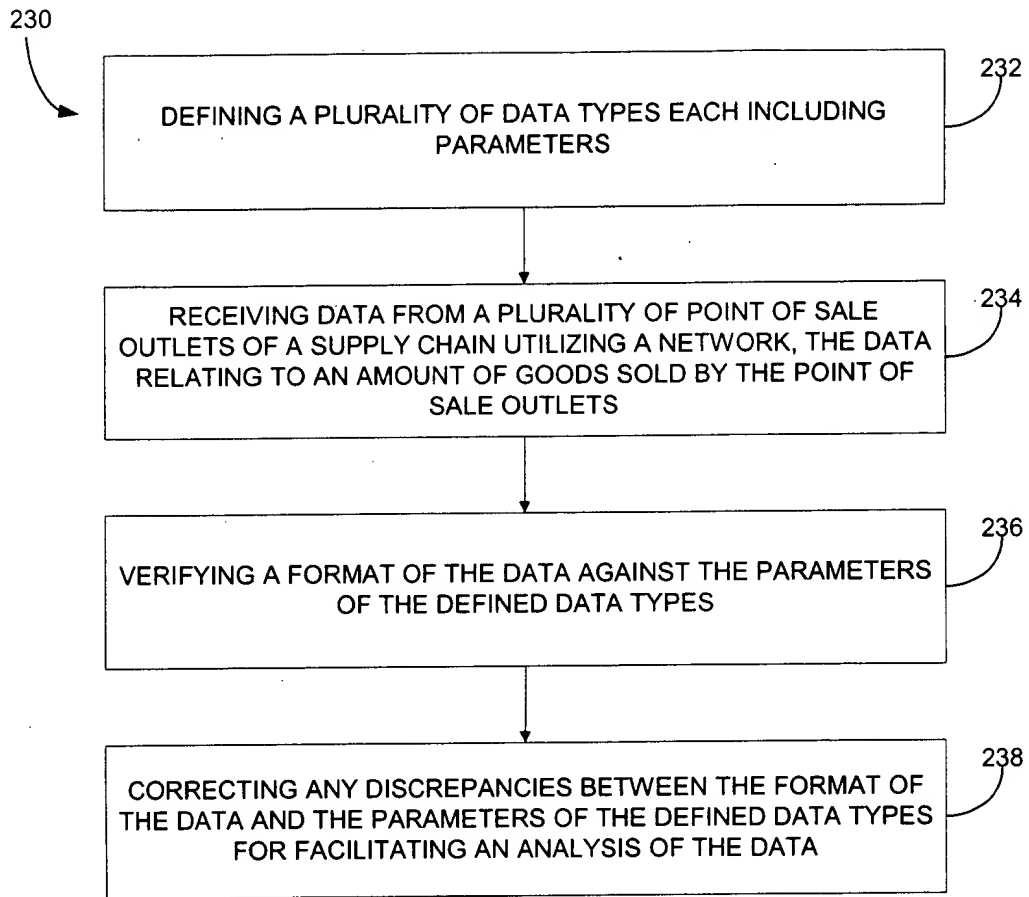 230
232
DEFINING A PLURALITY OF DATA TYPES EACH INCLUDING
PARAMETERS
234
RECEIVING DATA FROM A PLURALITY OF POINT OF SALE
OUTLETS OF A SUPPLY CHAIN UTILIZING A NETWORK, THE DATA
RELATING TO AN AMOUNT OF GOODS SOLD BY THE POINT OF
SALE OUTLETS
236
VERIFYING A FORMAT OF THE DATA AGAINST THE PARAMETERS
OF THE DEFINED DATA TYPES
238
CORRECTING ANY DISCREPANCIES BETWEEN THE FORMAT OF
THE DATA AND THE PARAMETERS OF THE DEFINED DATA TYPES
FOR FACILITATING AN ANALYSIS OF THE DATA